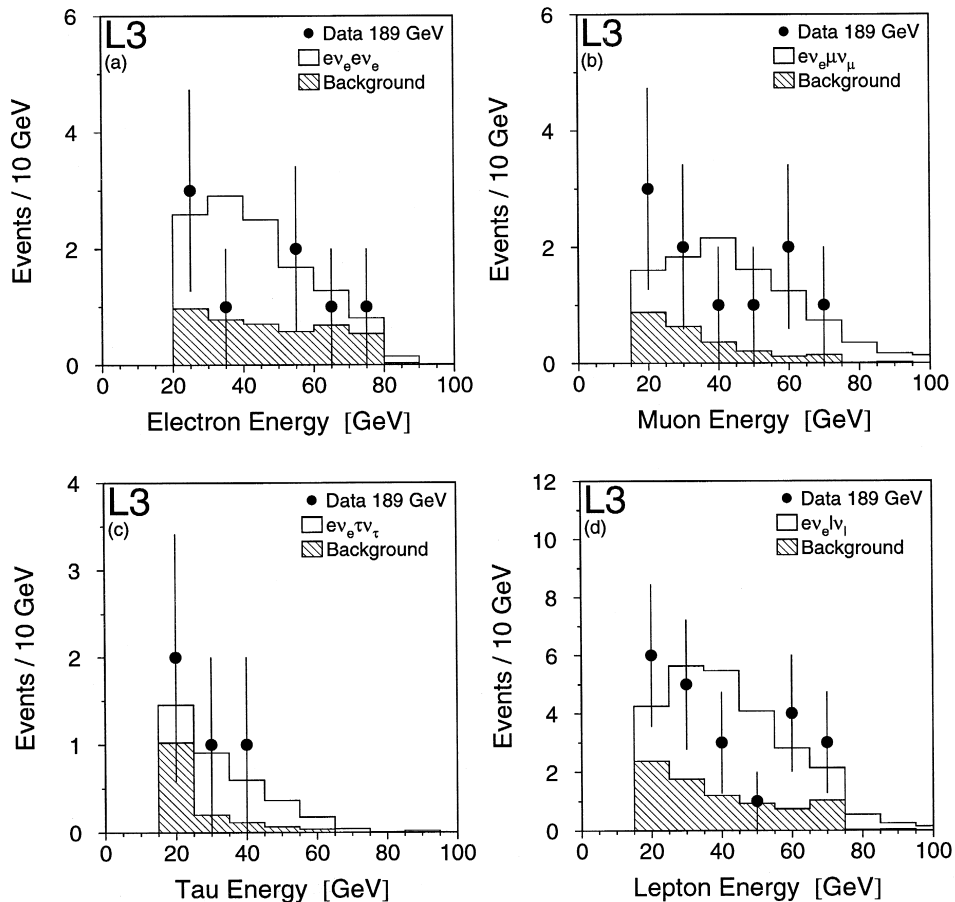 L3
(a)
Data 189 GeV
eνₑeνₑ
Background
Events / 10 GeV
6
4
2
0
0 20 40 60 80 100
Electron Energy [GeV]
L3
(b)
Data 189 GeV
eνₑμν_μ
Background
Events / 10 GeV
6
4
2
0
0 20 40 60 80 100
Muon Energy [GeV]
L3
(c)
Data 189 GeV
eνₑτν_τ
Background
Events / 10 GeV
4
3
2
1
0
0 20 40 60 80 100
Tau Energy [GeV]
L3
(d)
Data 189 GeV
eνₑlνₗ
Background
Events / 10 GeV
12
10
8
6
4
2
0
0 20 40 60 80 100
Lepton Energy [GeV]